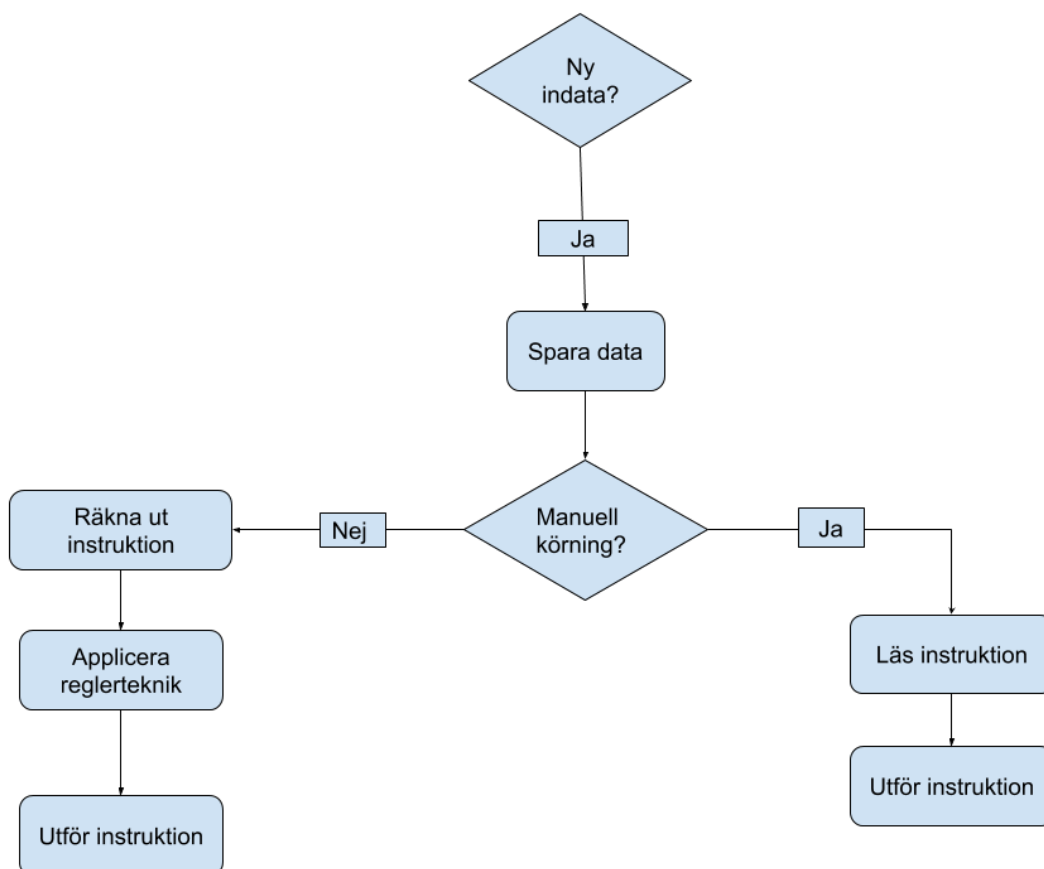 Ny
indata?
Ja
Spara data
Manuell
körning?
Nej
Ja
Räkna ut
instruktion
Applicera
reglerteknik
Utför instruktion
Läs instruktion
Utför instruktion